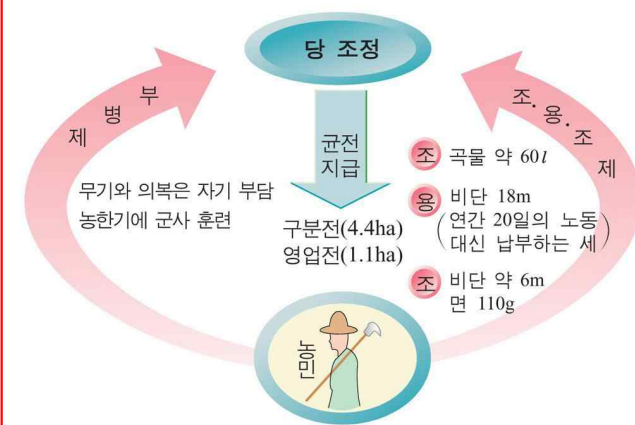 당 조정
부병제
조·용·조 제
균전
지급
무기와 의복은 자기 부담
농한기에 군사 훈련
조 곡물 약 60l
용 비단 18m
(연간 20일의 노동
대신 납부하는 세)
조 비단 약 6m
면 110g
구분전(4.4ha)
영업전(1.1ha)
농민